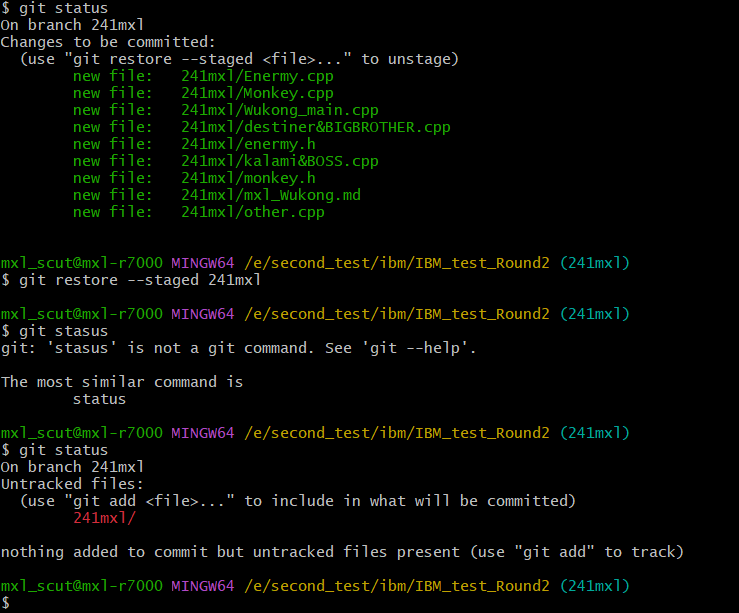 $ git status
On branch 241mxl
Changes to be committed:
  (use "git restore --staged <file>..." to unstage)
        new file:   241mxl/Enermy.cpp
        new file:   241mxl/Monkey.cpp
        new file:   241mxl/Wukong_main.cpp
        new file:   241mxl/destiner&BIGBROTHER.cpp
        new file:   241mxl/enermy.h
        new file:   241mxl/kalami&BOSS.cpp
        new file:   241mxl/monkey.h
        new file:   241mxl/mxl_Wukong.md
        new file:   241mxl/other.cpp
mxl_scut@mxl-r7000 MINGW64 /e/second_test/ibm/IBM_test_Round2 (241mxl)
$ git restore --staged 241mxl
mxl_scut@mxl-r7000 MINGW64 /e/second_test/ibm/IBM_test_Round2 (241mxl)
$ git stasus
git: 'stasus' is not a git command. See 'git --help'.
The most similar command is
        status
mxl_scut@mxl-r7000 MINGW64 /e/second_test/ibm/IBM_test_Round2 (241mxl)
$ git status
On branch 241mxl
Untracked files:
  (use "git add <file>..." to include in what will be committed)
        241mxl/
nothing added to commit but untracked files present (use "git add" to track)
mxl_scut@mxl-r7000 MINGW64 /e/second_test/ibm/IBM_test_Round2 (241mxl)
$